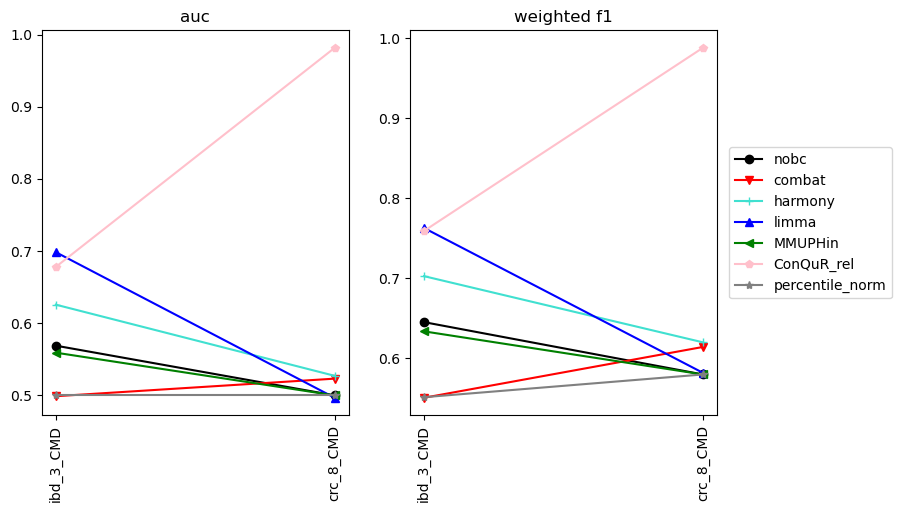 auc
1.0
0.9
0.8
0.7
0.6
0.5
ibd_3_CMD
crc_8_CMD
weighted f1
1.0
0.9
0.8
0.7
0.6
ibd_3_CMD
crc_8_CMD
nobc
combat
harmony
limma
MMUPHin
ConQuR_rel
percentile_norm